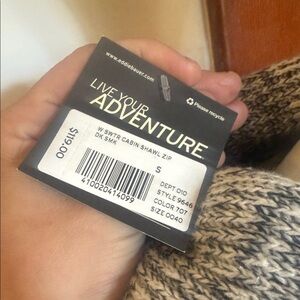 www.eddiebauer.com
Please recycle
LIVE YOUR
ADVENTURE
W SWTR CABIN SHAWL ZIP
DK SMK
S
$119.00
410020414099
DEPT 010
STYLE 9646
COLOR 707
SIZE 0040